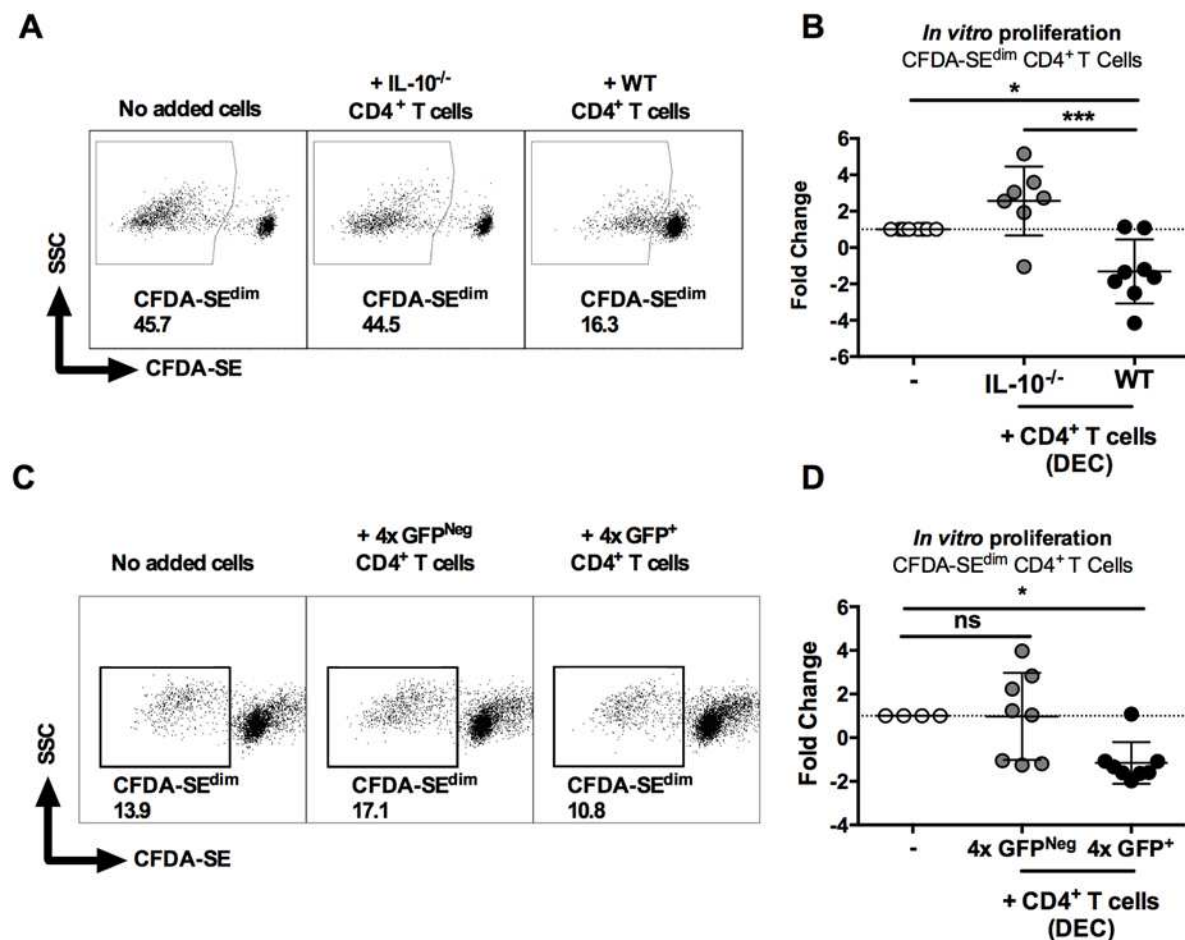 A
No added cells
+ IL-10-/-
CD4+ T cells
+ WT
CD4+ T cells
SSC
CFDA-SEdim
45.7
CFDA-SEdim
44.5
CFDA-SEdim
16.3
CFDA-SE
B
In vitro proliferation
CFDA-SEdim CD4+ T Cells
*
***
Fold Change
6
4
2
0
-2
-4
-6
-
IL-10-/-
WT
+ CD4+ T cells
(DEC)
C
No added cells
+ 4x GFPNeg
CD4+ T cells
+ 4x GFP+
CD4+ T cells
SSC
CFDA-SEdim
13.9
CFDA-SEdim
17.1
CFDA-SEdim
10.8
CFDA-SE
D
In vitro proliferation
CFDA-SEdim CD4+ T Cells
*
ns
Fold Change
6
4
2
0
-2
-4
-
4x GFPNeg
4x GFP+
+ CD4+ T cells
(DEC)